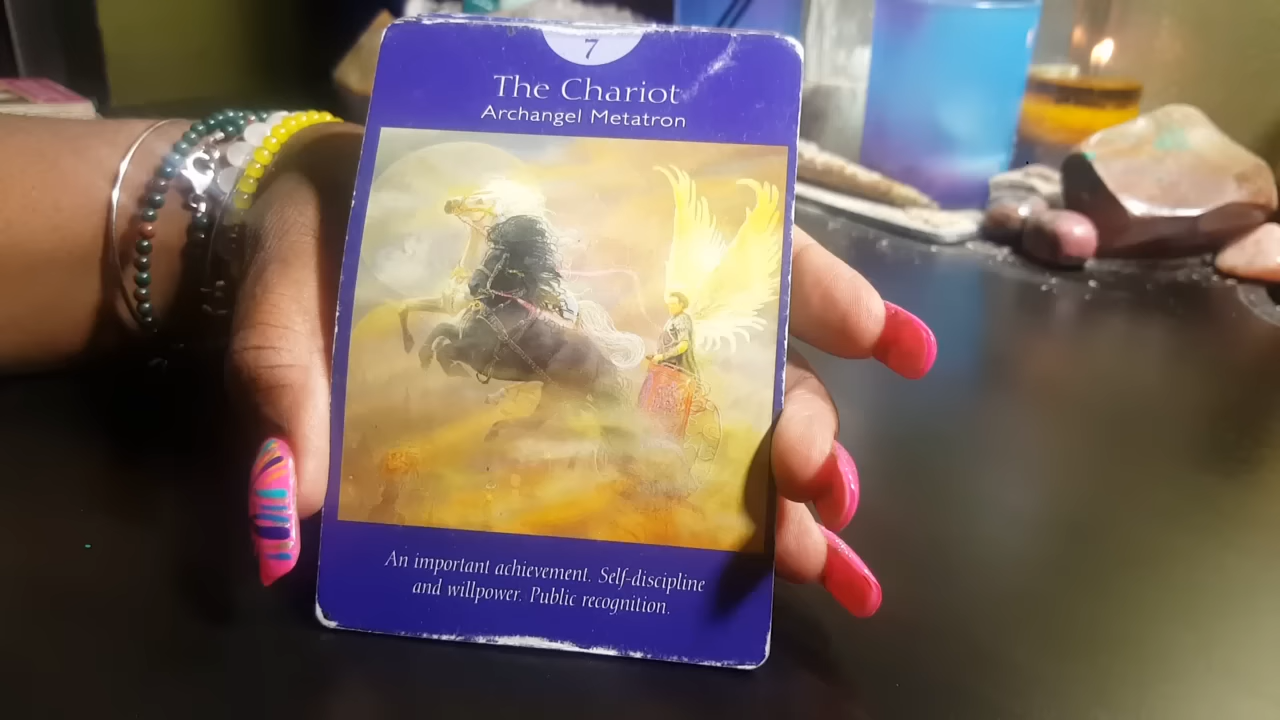 7
The Chariot
Archangel Metatron
An important achievement. Self-discipline
and willpower. Public recognition.